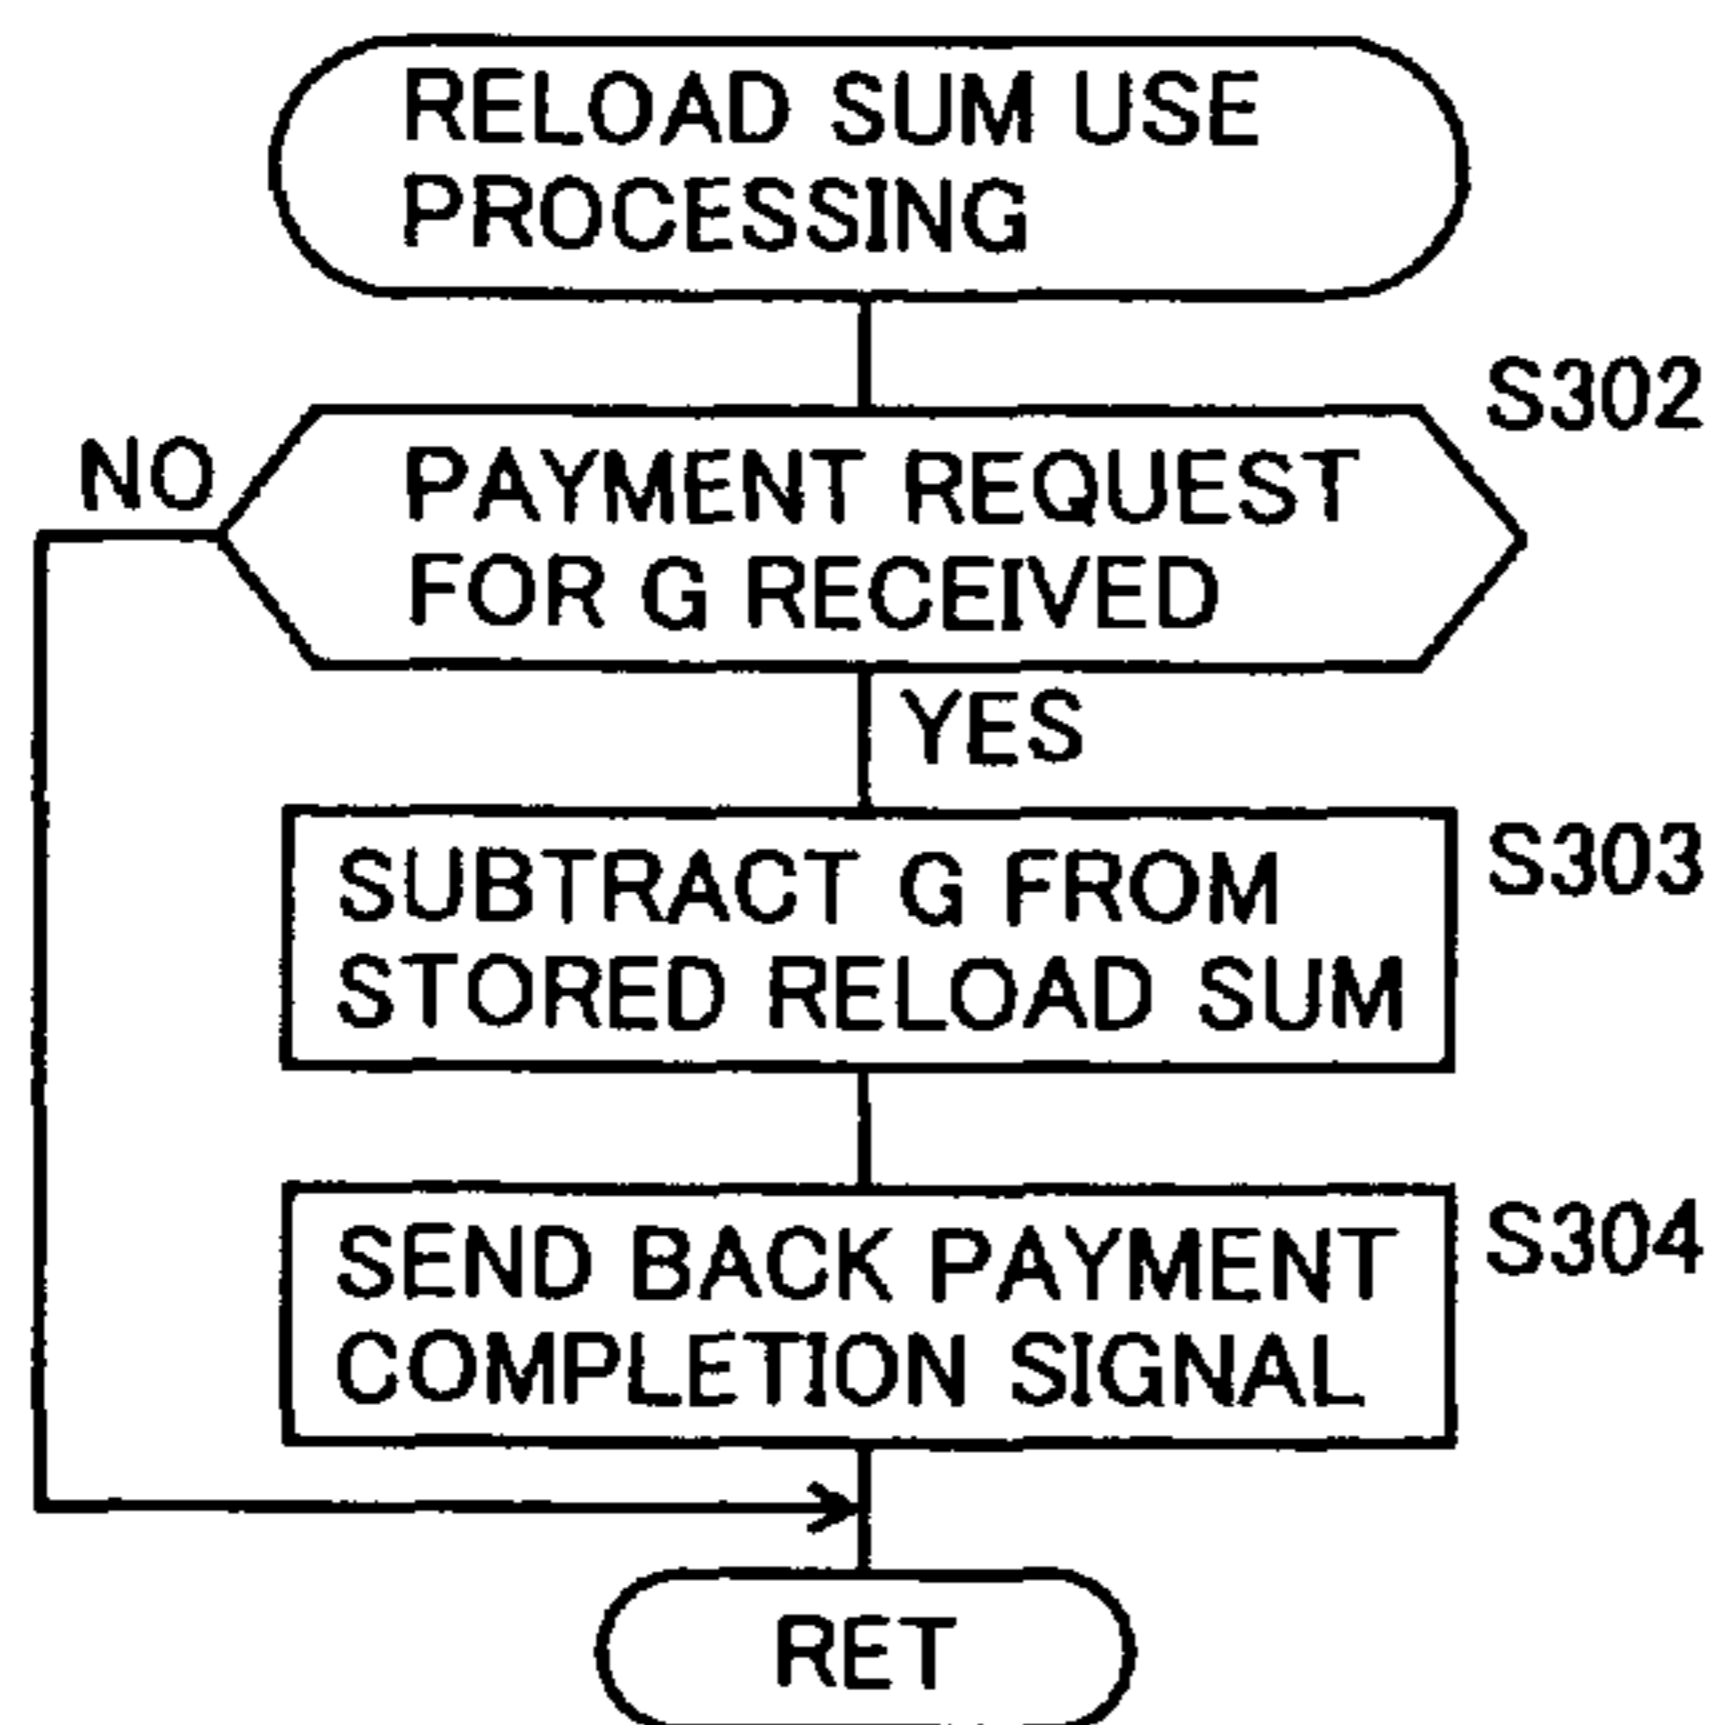 RELOAD SUM USE
PROCESSING
S302
NO
PAYMENT REQUEST
FOR G RECEIVED
YES
S303
SUBTRACT G FROM
STORED RELOAD SUM
S304
SEND BACK PAYMENT
COMPLETION SIGNAL
RET